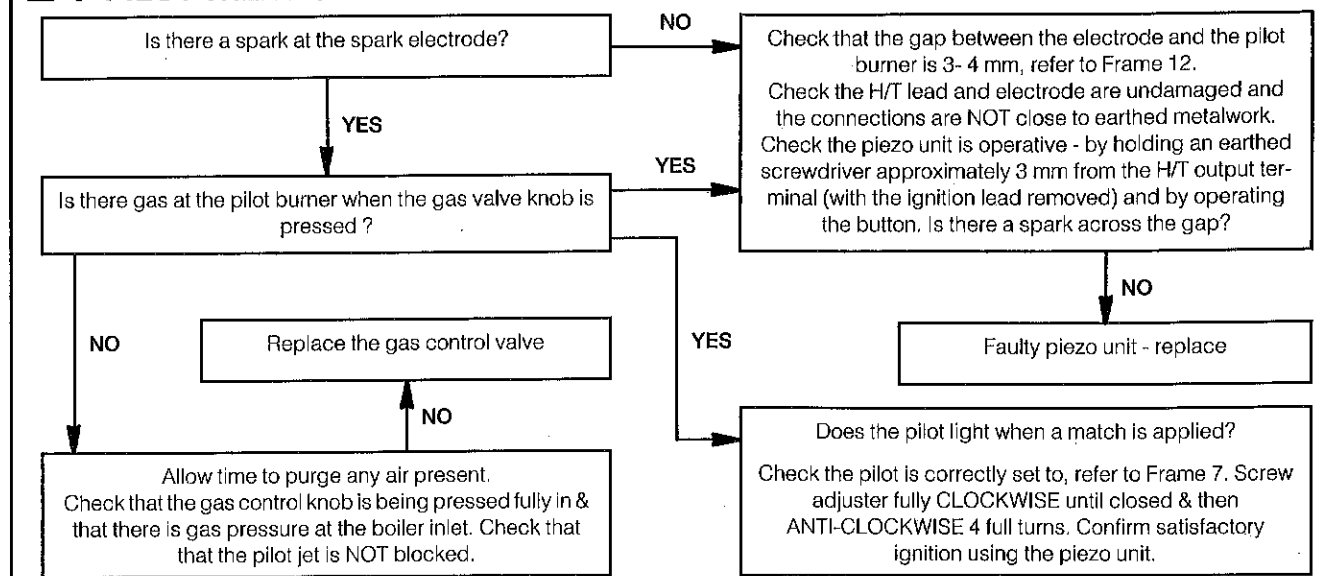 Is there a spark at the spark electrode?
NO
Check that the gap between the electrode and the pilot
burner is 3- 4 mm, refer to Frame 12.
Check the H/T lead and electrode are undamaged and
the connections are NOT close to earthed metalwork.
Check the piezo unit is operative - by holding an earthed
screwdriver approximately 3 mm from the H/T output ter-
minal (with the ignition lead removed) and by operating
the button. Is there a spark across the gap?
YES
YES
Is there gas at the pilot burner when the gas valve knob is
pressed ?
NO
NO
Replace the gas control valve
YES
Faulty piezo unit - replace
NO
Allow time to purge any air present.
Check that the gas control knob is being pressed fully in &
that there is gas pressure at the boiler inlet. Check that
that the pilot jet is NOT blocked.
Does the pilot light when a match is applied?
Check the pilot is correctly set to, refer to Frame 7. Screw
adjuster fully CLOCKWISE until closed & then
ANTI-CLOCKWISE 4 full turns. Confirm satisfactory
ignition using the piezo unit.